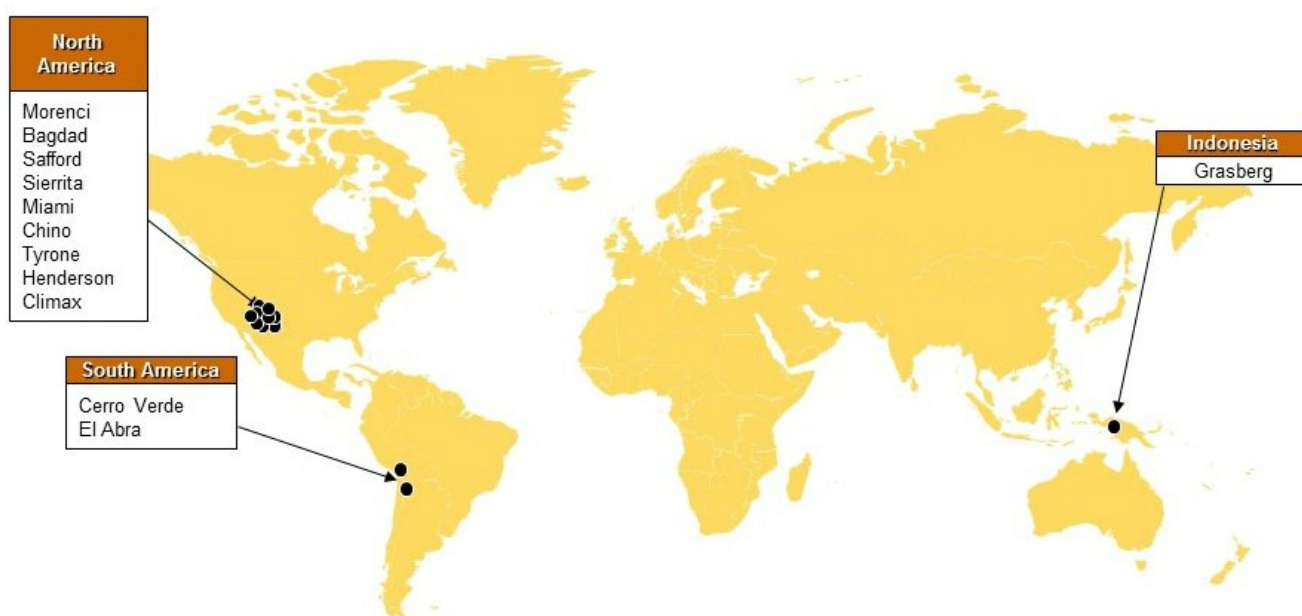 North
America
Morenci
Bagdad
Safford
Sierrita
Miami
Chino
Tyrone
Henderson
Climax
South America
Cerro Verde
El Abra
Indonesia
Grasberg